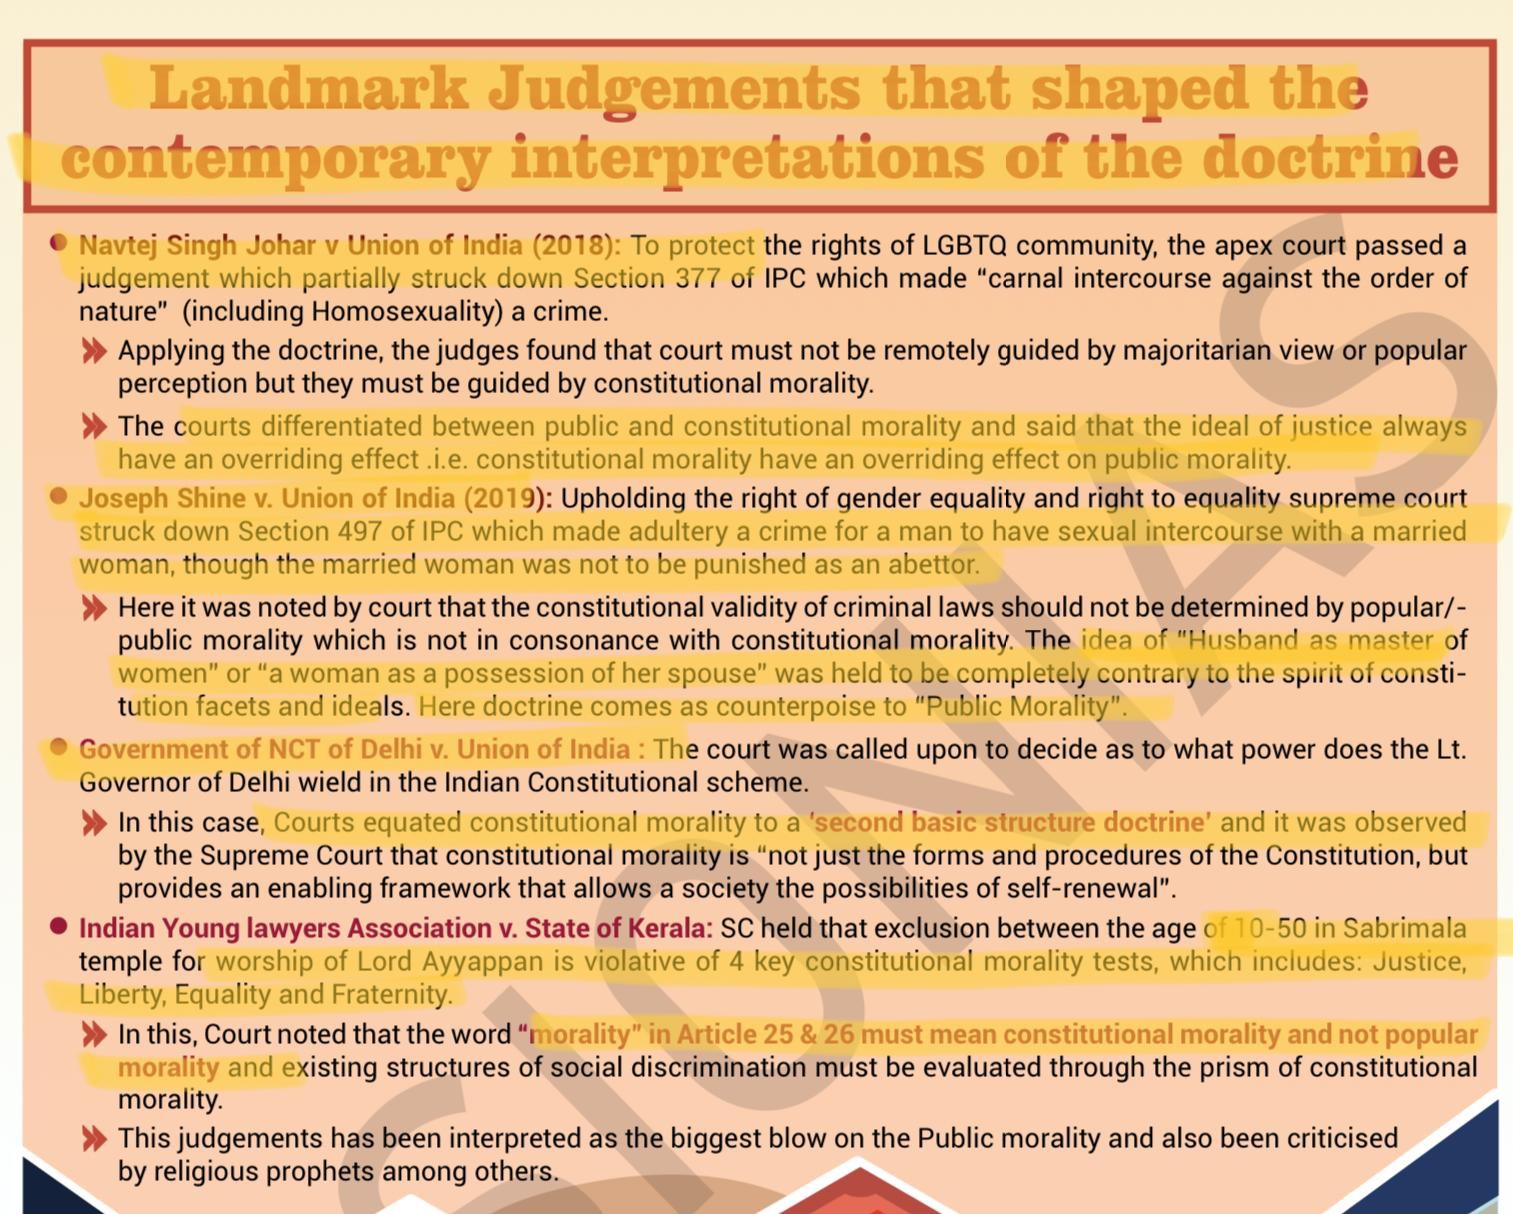 Landmark Judgements that shaped the
contemporary interpretations of the doctrine
Navtej Singh Johar v Union of India (2018): To protect the rights of LGBTQ community, the apex court passed a
judgement which partially struck down Section 377 of IPC which made “carnal intercourse against the order of
nature” (including Homosexuality) a crime.
Applying the doctrine, the judges found that court must not be remotely guided by majoritarian view or popular
perception but they must be guided by constitutional morality.
The courts differentiated between public and constitutional morality and said that the ideal of justice always
have an overriding effect .i.e. constitutional morality have an overriding effect on public morality.
Joseph Shine v. Union of India (2019): Upholding the right of gender equality and right to equality supreme court
struck down Section 497 of IPC which made adultery a crime for a man to have sexual intercourse with a married
woman, though the married woman was not to be punished as an abettor.
Here it was noted by court that the constitutional validity of criminal laws should not be determined by popular/-
public morality which is not in consonance with constitutional morality. The idea of "Husband as master of
women” or “a woman as a possession of her spouse” was held to be completely contrary to the spirit of consti-
tution facets and ideals. Here doctrine comes as counterpoise to “Public Morality”.
Government of NCT of Delhi v. Union of India : The court was called upon to decide as to what power does the Lt.
Governor of Delhi wield in the Indian Constitutional scheme.
In this case, Courts equated constitutional morality to a 'second basic structure doctrine' and it was observed
by the Supreme Court that constitutional morality is “not just the forms and procedures of the Constitution, but
provides an enabling framework that allows a society the possibilities of self-renewal”.
Indian Young lawyers Association v. State of Kerala: SC held that exclusion between the age of 10-50 in Sabrimala
temple for worship of Lord Ayyappan is violative of 4 key constitutional morality tests, which includes: Justice,
Liberty, Equality and Fraternity.
In this, Court noted that the word “morality” in Article 25 & 26 must mean constitutional morality and not popular
morality and existing structures of social discrimination must be evaluated through the prism of constitutional
morality.
This judgements has been interpreted as the biggest blow on the Public morality and also been criticised
by religious prophets among others.
SIONIAS